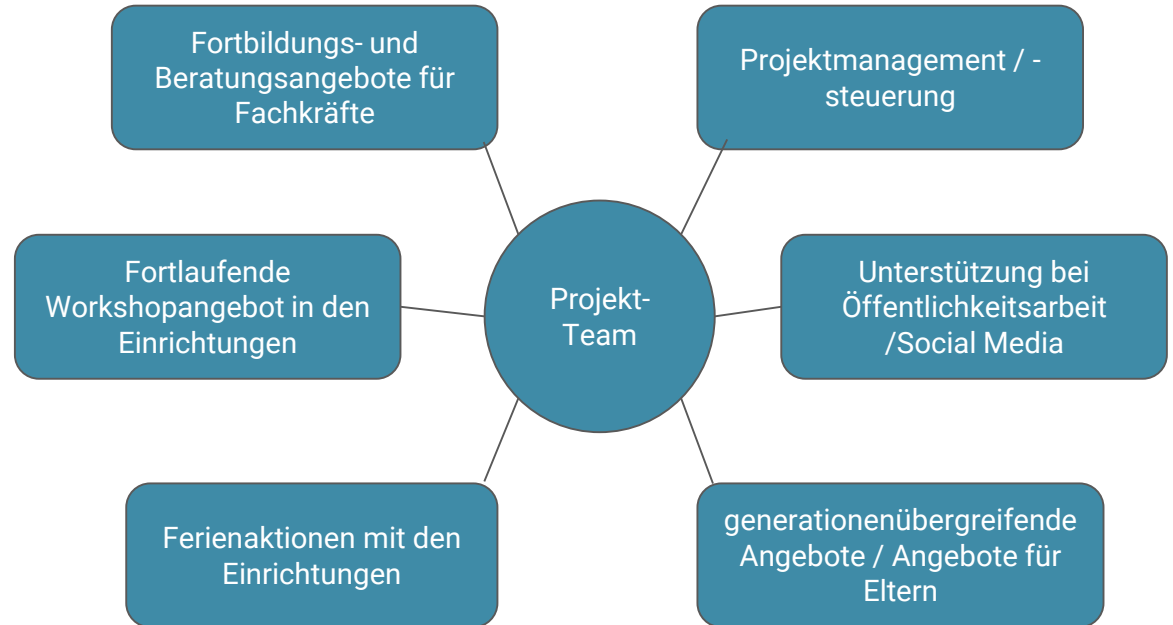 Fortbildungs- und
Beratungsangebote für
Fachkräfte
Projektmanagement / -
steuerung
Fortlaufende
Workshopangebot in den
Einrichtungen
Projekt-
Team
Unterstützung bei
Öffentlichkeitsarbeit
/Social Media
Ferienaktionen mit den
Einrichtungen
generationenübergreifende
Angebote / Angebote für
Eltern